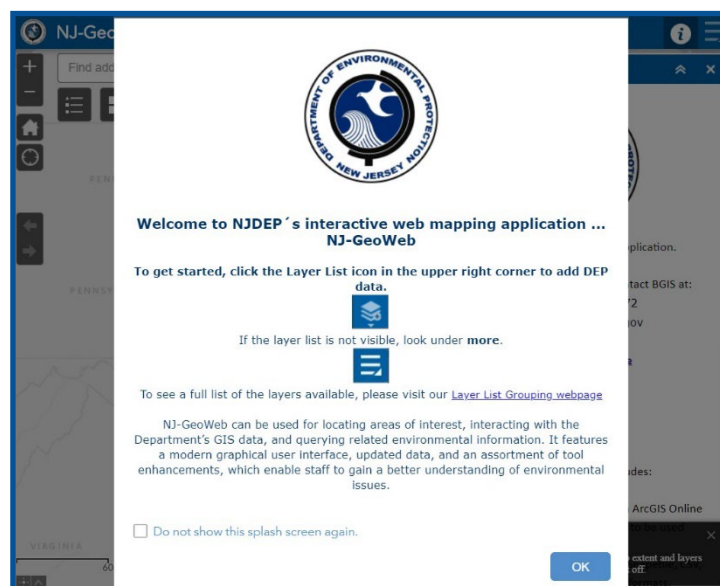 NJ-Geo
Find add
DEPARTMENT OF ENVIRONMENTAL PROTECTION
NEW JERSEY
Welcome to NJDEP´s interactive web mapping application ...
NJ-GeoWeb
To get started, click the Layer List icon in the upper right corner to add DEP
data.
If the layer list is not visible, look under more.
To see a full list of the layers available, please visit our Layer List Grouping webpage
NJ-GeoWeb can be used for locating areas of interest, interacting with the
Department's GIS data, and querying related environmental information. It features
a modern graphical user interface, updated data, and an assortment of tool
enhancements, which enable staff to gain a better understanding of environmental
issues.
Do not show this splash screen again.
OK
PENN
PENNSY
VIRGINIA
60
plication.
tact BGIS at:
72
gov
udes:
ArcGIS Online
extent and layers
off.